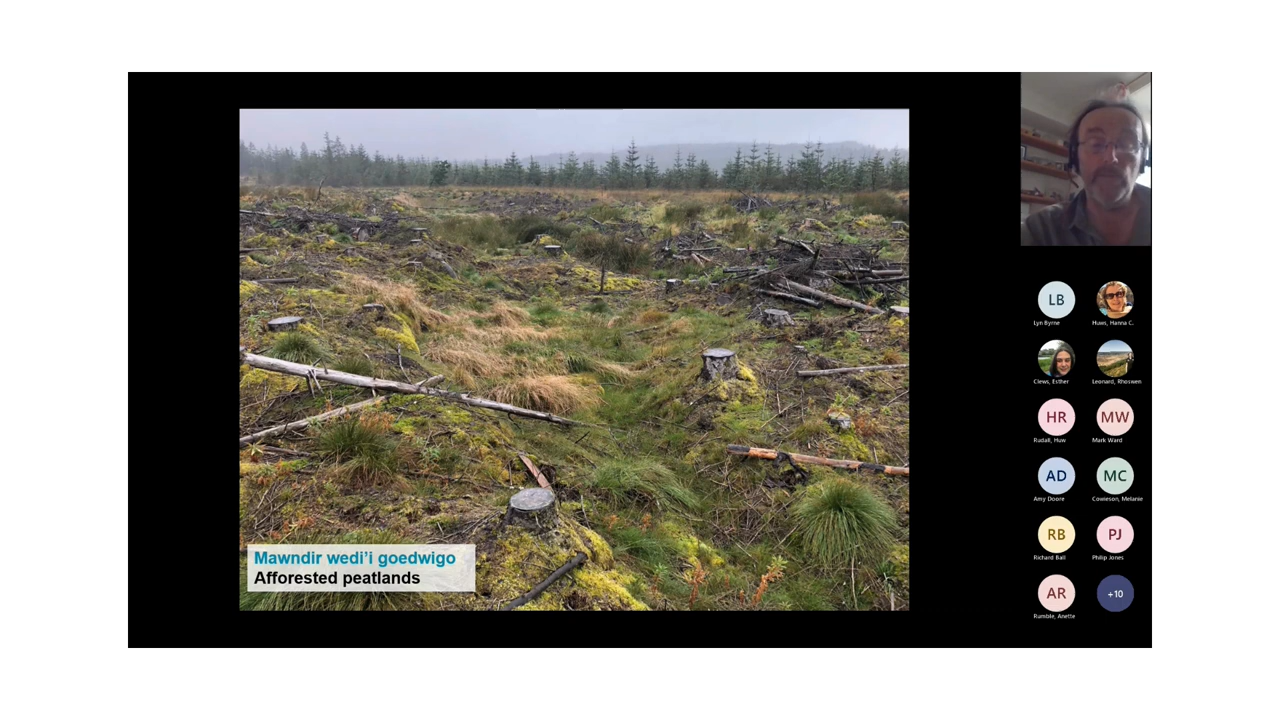 Mawndir wedi'i goedwigo
Afforested peatlands
LB
Lyn Byrne
Huws, Hanna C.
Clews, Esther
Leonard, Rhoswen
HR
Rudall, Huw
MW
Mark Ward
AD
Amy Doore
MC
Cowieson, Melanie
RB
Richard Ball
PJ
Philip Jones
AR
Rumble, Anette
+10